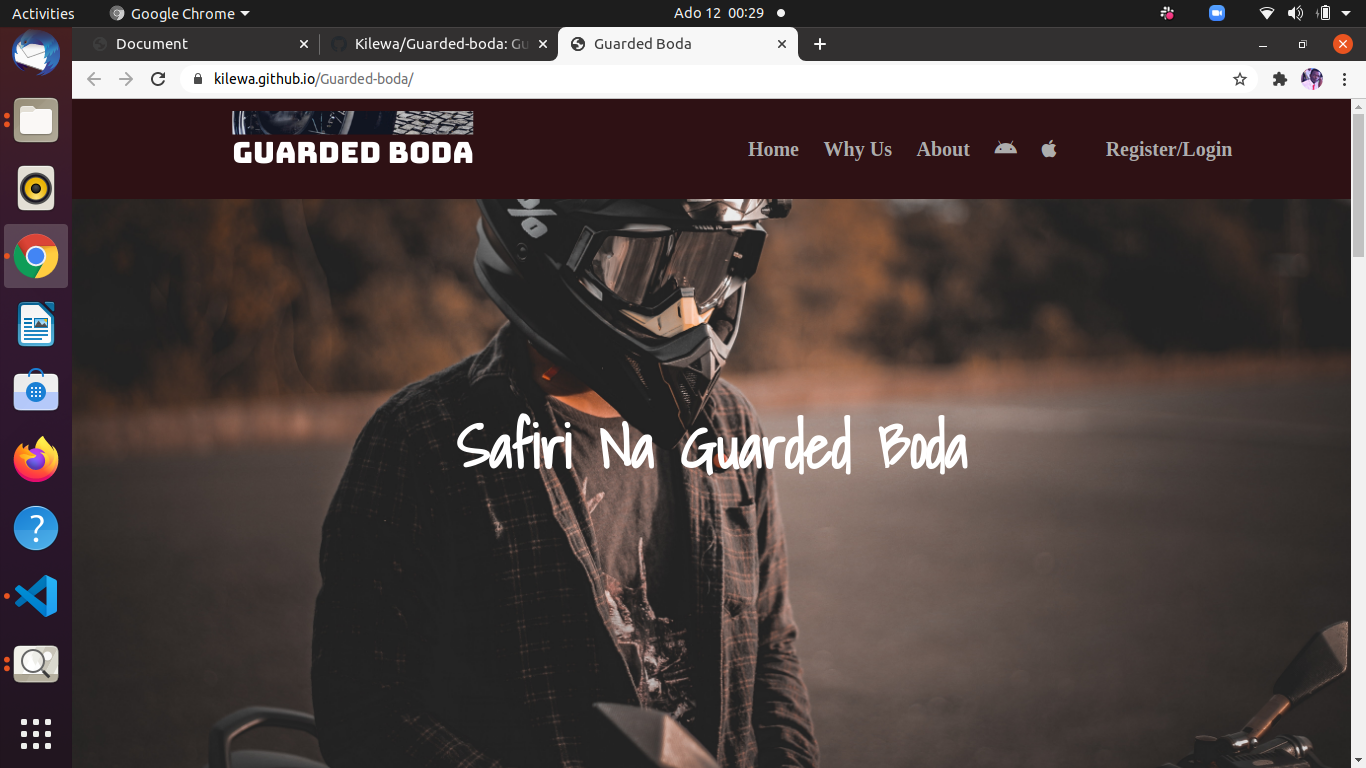 Activities
Google Chrome
Ado 12 00:29
Document
Kilewa/Guarded-boda: Gu
Guarded Boda
kilewa.github.io/Guarded-boda/
GUARDED BODA
Home
Why Us
About
Register/Login
Safiri Na Guarded Boda